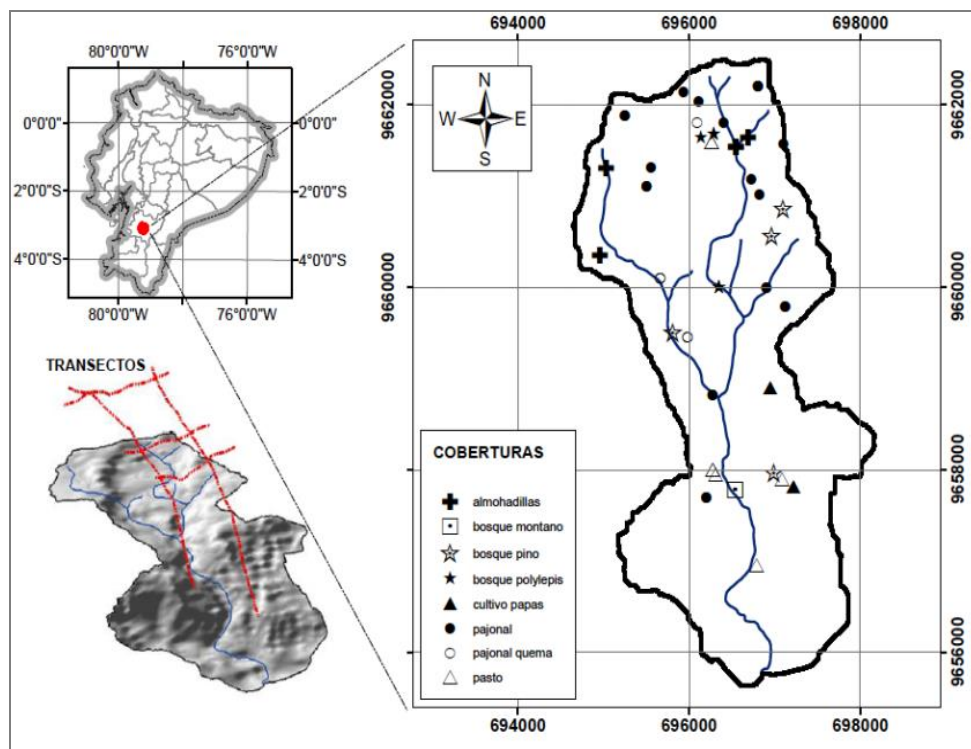 80°0'0"W 76°0'0"W
0°0'0" 0°0'0"
2°0'0"S 2°0'0"S
4°0'0"S 4°0'0"S
80°0'0"W 76°0'0"W
TRANSECTOS
694000 696000 698000
9662000 9662000
9660000 9660000
9658000 9658000
9656000 9656000
694000 696000 698000
N
W E
S
COBERTURAS
almohadillas
bosque montano
bosque pino
bosque polylepis
cultivo papas
pajonal
pajonal quema
pasto